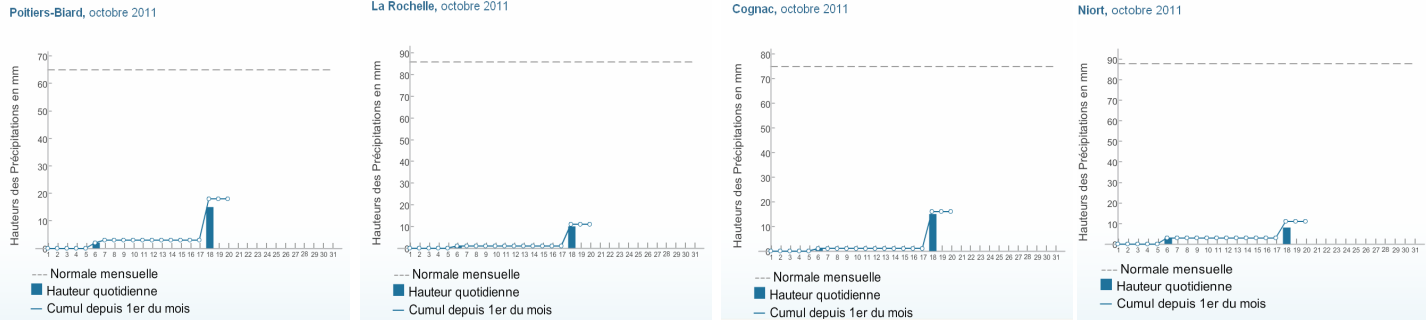 Poitiers-Biard, octobre 2011
Hauteurs des Précipitations en mm
70
60
50
40
30
20
10
0
1 2 3 4 5 6 7 8 9 10 11 12 13 14 15 16 17 18 19 20 21 22 23 24 25 26 27 28 29 30 31
Normale mensuelle
Hauteur quotidienne
Cumul depuis 1er du mois
La Rochelle, octobre 2011
Hauteurs des Précipitations en mm
90
80
70
60
50
40
30
20
10
0
1 2 3 4 5 6 7 8 9 10 11 12 13 14 15 16 17 18 19 20 21 22 23 24 25 26 27 28 29 30 31
Normale mensuelle
Hauteur quotidienne
Cumul depuis 1er du mois
Cognac, octobre 2011
Hauteurs des Précipitations en mm
80
70
60
50
40
30
20
10
0
1 2 3 4 5 6 7 8 9 10 11 12 13 14 15 16 17 18 19 20 21 22 23 24 25 26 27 28 29 30 31
Normale mensuelle
Hauteur quotidienne
Cumul depuis 1er du mois
Niort, octobre 2011
Hauteurs des Précipitations en mm
90
80
70
60
50
40
30
20
10
0
1 2 3 4 5 6 7 8 9 10 11 12 13 14 15 16 17 18 19 20 21 22 23 24 25 26 27 28 29 30 31
Normale mensuelle
Hauteur quotidienne
Cumul depuis 1er du mois